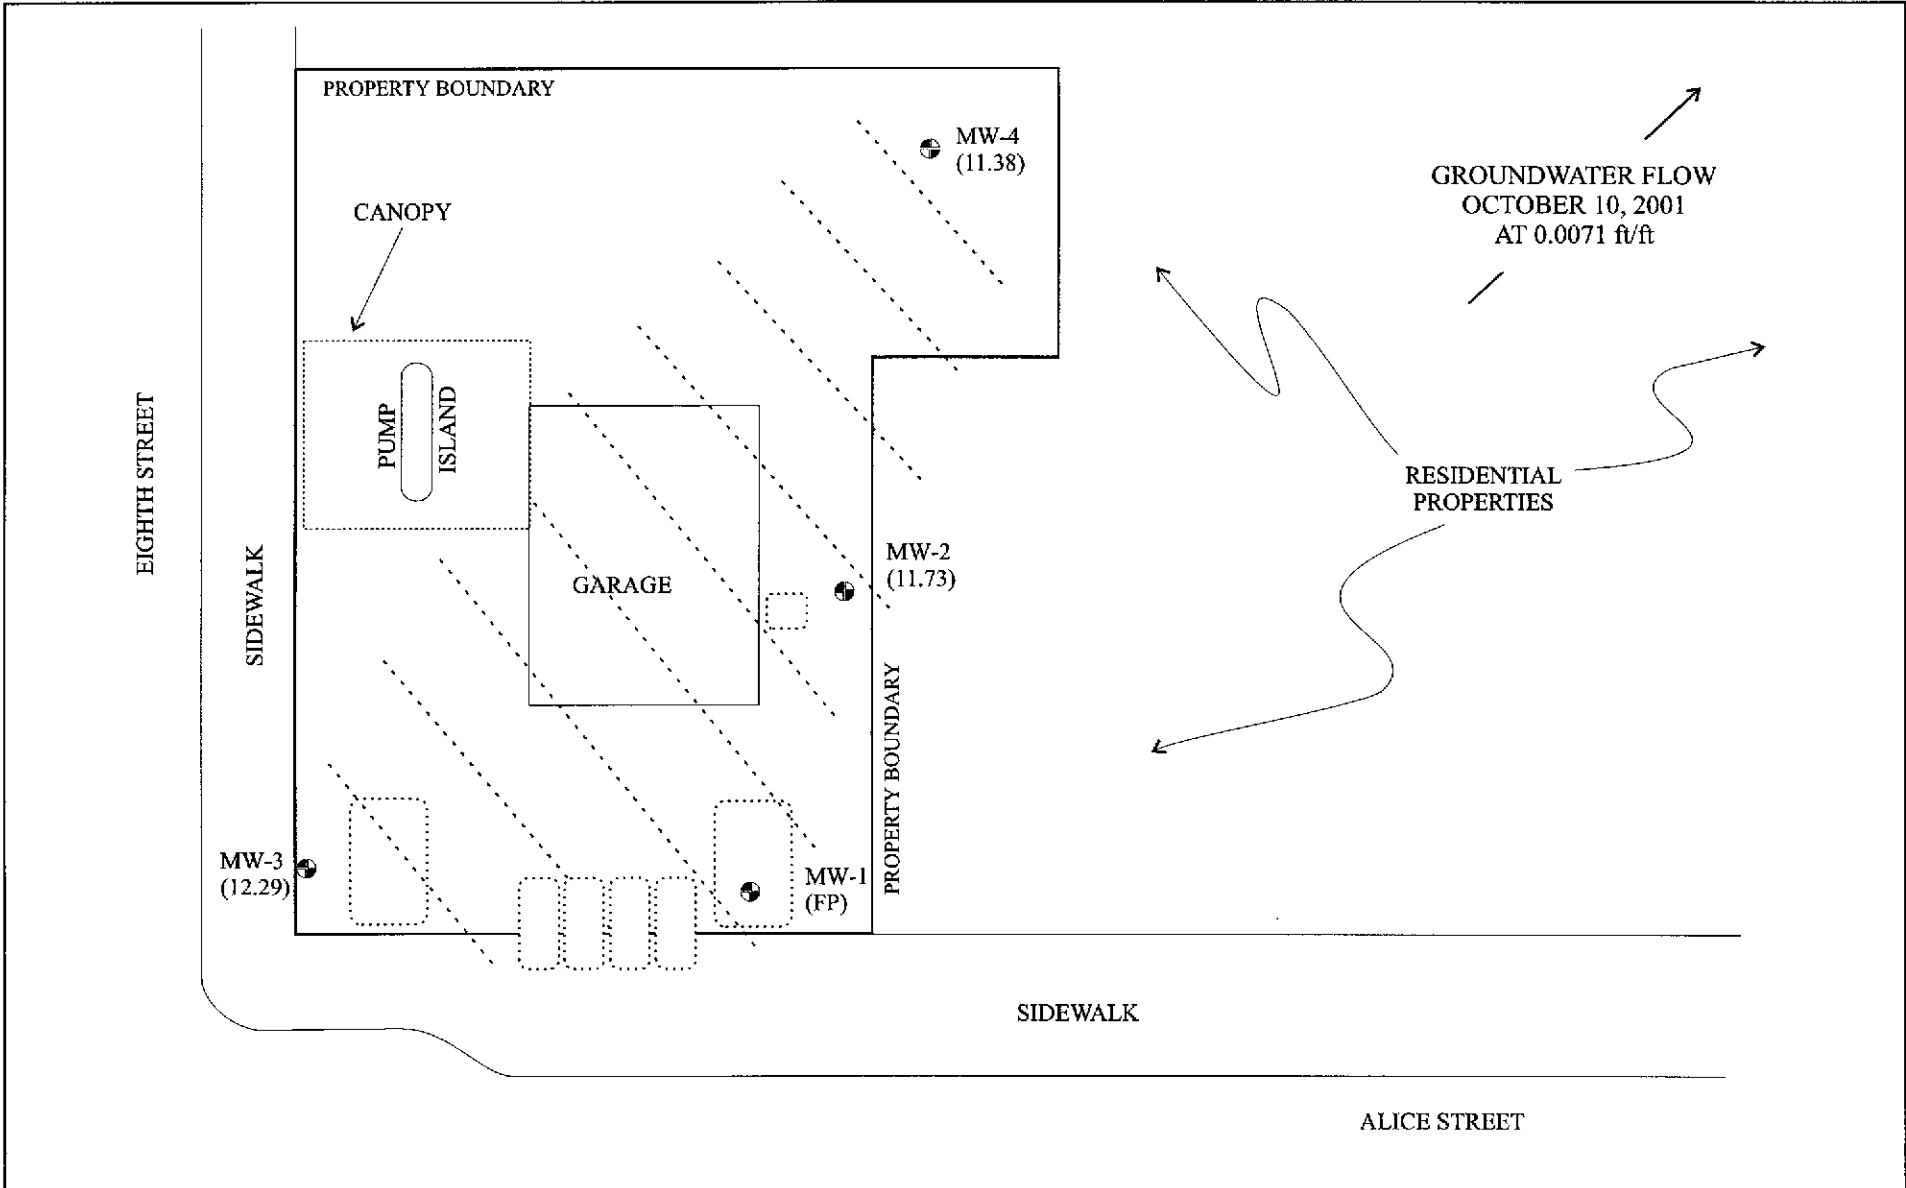 PROPERTY BOUNDARY
MW-4
(11.38)
GROUNDWATER FLOW
OCTOBER 10, 2001
AT 0.0071 ft/ft
CANOPY
PUMP
ISLAND
EIGHTH STREET
SIDEWALK
GARAGE
MW-2
(11.73)
RESIDENTIAL
PROPERTIES
PROPERTY BOUNDARY
MW-3
(12.29)
MW-1
(FP)
SIDEWALK
ALICE STREET